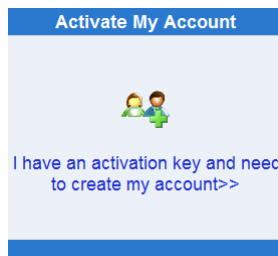 Activate My Account
I have an activation key and need
to create my account>>